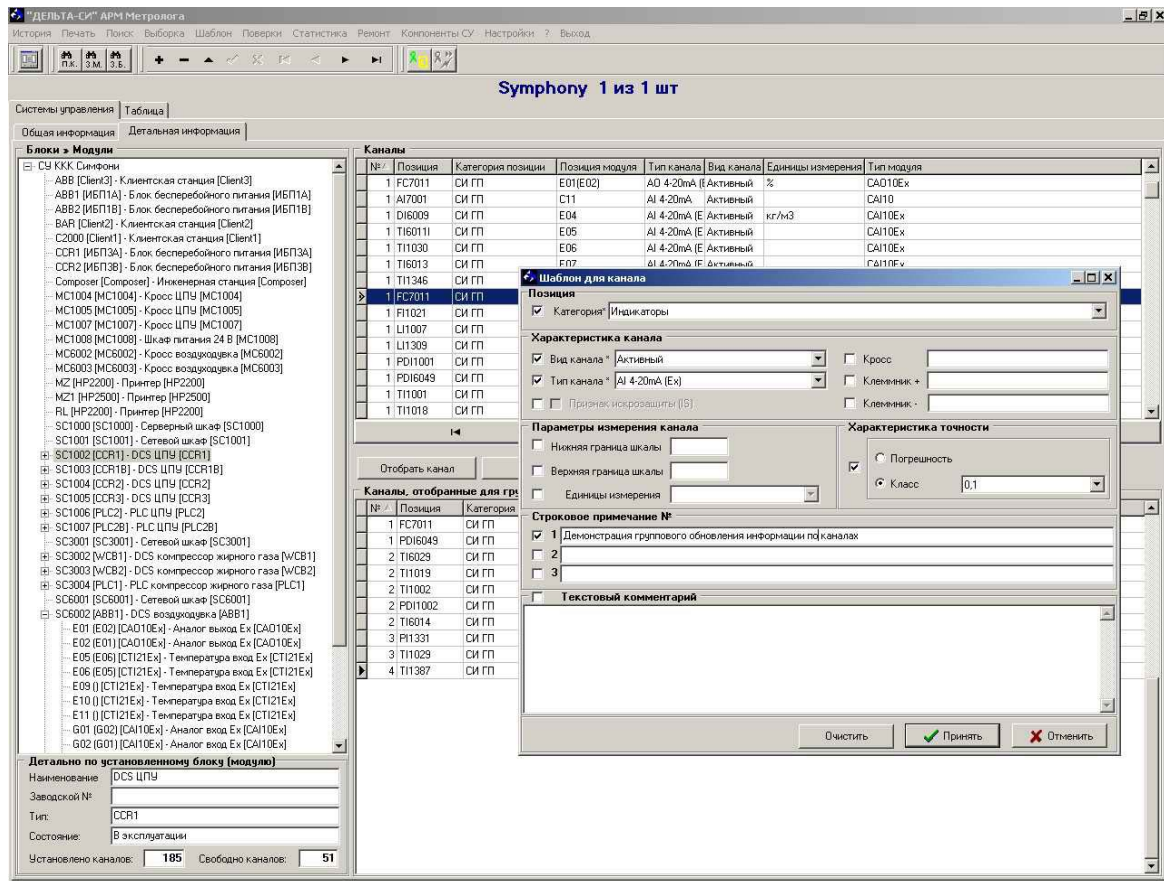 "ДЕЛЬТА-СИ" АРМ Метролога
История Печать Поиск Выборка Шаблон Поверки Статистика Ремонт Компоненты СУ Настройки ? Выход
П.К. З.М. З.Б.
Symphony 1 из 1 шт
Системы управления Таблица
Общая информация Детальная информация
Блоки » Модули
СУ ККК Симфони
ABB [Client3] - Клиентская станция [Client3]
ABB1 [ИБП1А] - Блок бесперебойного питания [ИБП1А]
ABB2 [ИБП1В] - Блок бесперебойного питания [ИБП1В]
BAR [Client2] - Клиентская станция [Client2]
C2000 [Client1] - Клиентская станция [Client1]
CCR1 [ИБП3А] - Блок бесперебойного питания [ИБП3А]
CCR2 [ИБП3В] - Блок бесперебойного питания [ИБП3В]
Composer [Composer] - Инженерная станция [Composer]
MC1004 [MC1004] - Кросс ЦПУ [MC1004]
MC1005 [MC1005] - Кросс ЦПУ [MC1005]
MC1007 [MC1007] - Кросс ЦПУ [MC1007]
MC1008 [MC1008] - Шкаф питания 24 В [MC1008]
MC6002 [MC6002] - Кросс воздуходувка [MC6002]
MC6003 [MC6003] - Кросс воздуходувка [MC6003]
MZ [HP2200] - Принтер [HP2200]
MZ1 [HP2500] - Принтер [HP2500]
RL [HP2200] - Принтер [HP2200]
SC1000 [SC1000] - Серверный шкаф [SC1000]
SC1001 [SC1001] - Сетевой шкаф [SC1001]
SC1002 [CCR1] - DCS ЦПУ [CCR1]
SC1003 [CCR1B] - DCS ЦПУ [CCR1B]
SC1004 [CCR2] - DCS ЦПУ [CCR2]
SC1005 [CCR3] - DCS ЦПУ [CCR3]
SC1006 [PLC2] - PLC ЦПУ [PLC2]
SC1007 [PLC2B] - PLC ЦПУ [PLC2B]
SC3001 [SC3001] - Сетевой шкаф [SC3001]
SC3002 [WCB1] - DCS компрессор жирного газа [WCB1]
SC3003 [WCB2] - DCS компрессор жирного газа [WCB2]
SC3004 [PLC1] - PLC компрессор жирного газа [PLC1]
SC6001 [SC6001] - Сетевой шкаф [SC6001]
SC6002 [ABB1] - DCS воздуходувка [ABB1]
E01 (E02) [CAO10Ex] - Аналог выход Ex [CAO10Ex]
E02 (E01) [CAO10Ex] - Аналог выход Ex [CAO10Ex]
E05 (E06) [CTI21Ex] - Температура вход Ex [CTI21Ex]
E06 (E05) [CTI21Ex] - Температура вход Ex [CTI21Ex]
E09 () [CTI21Ex] - Температура вход Ex [CTI21Ex]
E10 () [CTI21Ex] - Температура вход Ex [CTI21Ex]
E11 () [CTI21Ex] - Температура вход Ex [CTI21Ex]
G01 (G02) [CAI10Ex] - Аналог вход Ex [CAI10Ex]
G02 (G01) [CAI10Ex] - Аналог вход Ex [CAI10Ex]
Детально по установленному блоку (модулю)
Наименование DCS ЦПУ
Заводской №
Тип: CCR1
Состояние: В эксплуатации
Установлено каналов: 185 Свободно каналов: 51
Каналы
№ Позиция Категория позиции Позиция модуля Тип канала Вид канала Единицы измерения Тип модуля
1 FC7011 СИ ГП E01(E02) AO 4-20mA (E Активный % CAO10Ex
1 AI7001 СИ ГП C11 AI 4-20mA Активный CAI10
1 DI6009 СИ ГП E04 AI 4-20mA (E Активный кг/м3 CAI10Ex
1 TI6011I СИ ГП E05 AI 4-20mA (E Активный CAI10Ex
1 TI1030 СИ ГП E06 AI 4-20mA (E Активный CAI10Ex
1 TI6013 СИ ГП E07 AI 4-20mA (E Активный CAI10Ex
1 TI1346 СИ ГП
1 FC7011 СИ ГП
1 FI1021 СИ ГП
1 LI1007 СИ ГП
1 LI1309 СИ ГП
1 PDI1001 СИ ГП
1 PDI6049 СИ ГП
1 TI1001 СИ ГП
1 TI1018 СИ ГП
Отобрать канал
Каналы, отобранные для гру
№ Позиция Категория
1 FC7011 СИ ГП
1 PDI6049 СИ ГП
2 TI6029 СИ ГП
2 TI1019 СИ ГП
2 TI1002 СИ ГП
2 PDI1002 СИ ГП
2 TI6014 СИ ГП
3 PI1331 СИ ГП
3 TI1029 СИ ГП
4 TI1387 СИ ГП
Шаблон для канала
Позиция
Категория* Индикаторы
Характеристика канала
Вид канала * Активный Кросс
Тип канала * AI 4-20mA (Ex) Клеммник +
Признак искрозащиты (IS) Клеммник -
Параметры измерения канала Характеристика точности
Нижняя граница шкалы
Погрешность
Верхняя граница шкалы
Класс 0,1
Единицы измерения
Строковое примечание №
1 Демонстрация группового обновления информации по каналах
2
3
Текстовый комментарий
Очистить Принять Отменить